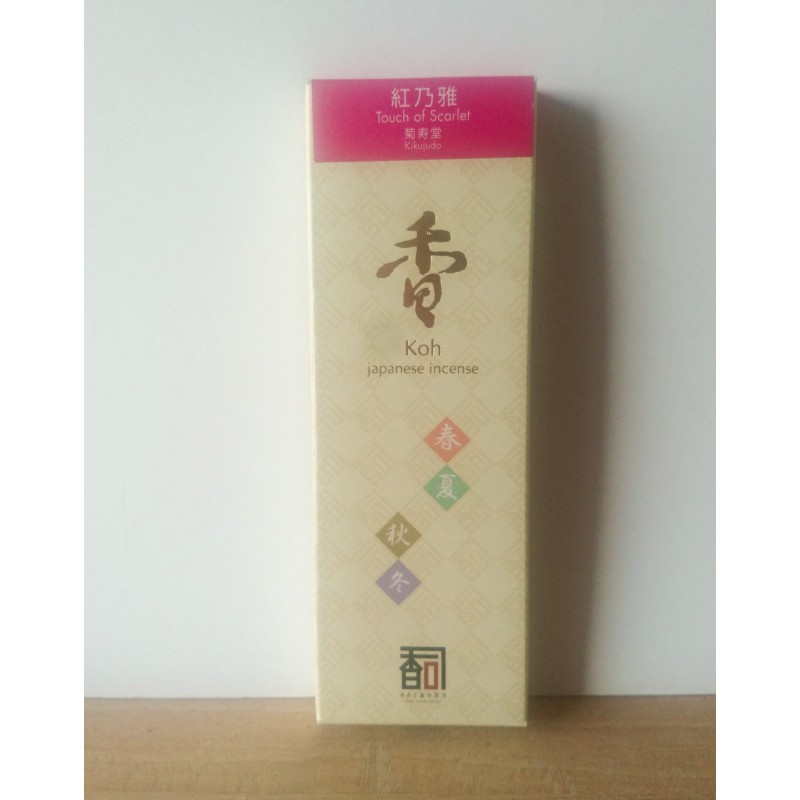 紅乃雅
Touch of Scarlet
菊寿堂
Kikujudo
香
Koh
japanese incense
春
夏
秋
冬
香司